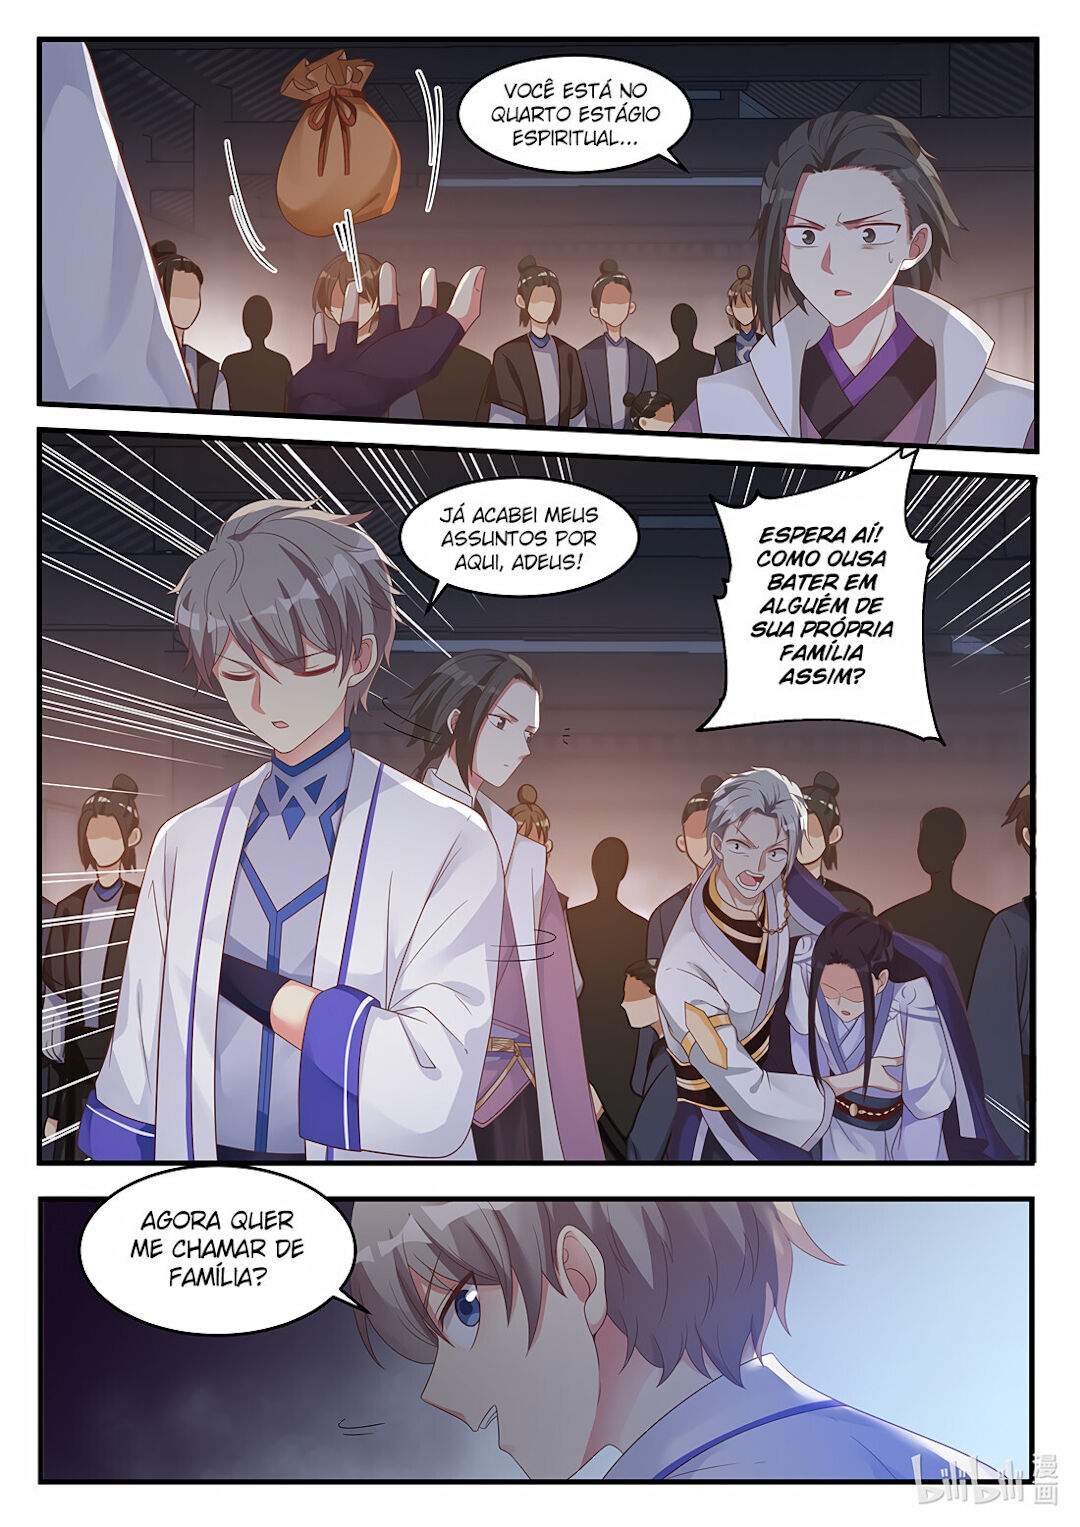 VOCÊ ESTÁ NO
QUARTO ESTÁGIO
ESPIRITUAL...
JÁ ACABEI MEUS
ASSUNTOS POR
AQUI, ADEUS!
ESPERA AÍ!
COMO OUSA
BATER EM
ALGUÉM DE
SUA PRÓPRIA
FAMÍLIA
ASSIM?
AGORA QUER
ME CHAMAR DE
FAMÍLIA?
bilibili 漫画